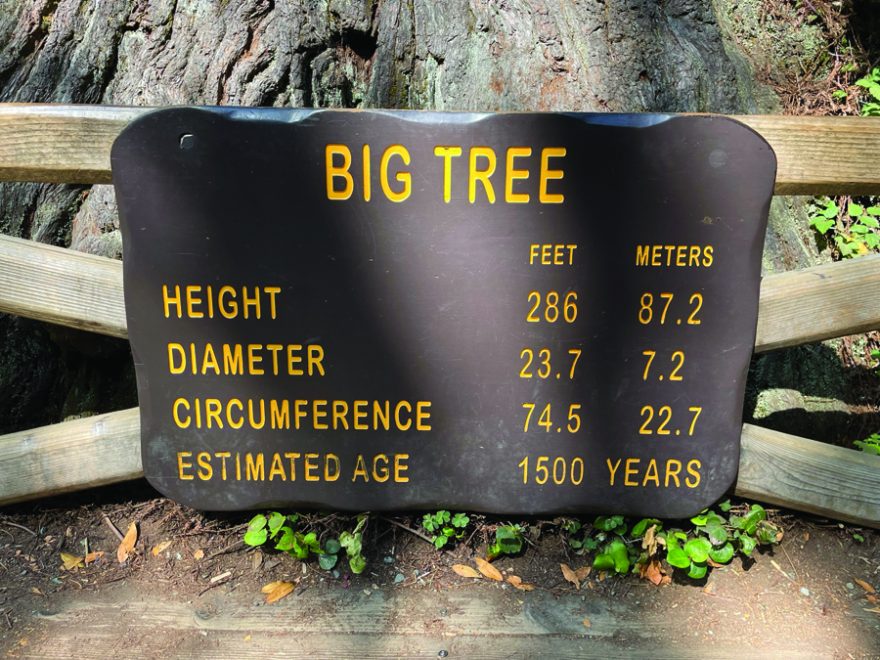 BIG TREE
FEET METERS
HEIGHT 286 87.2
DIAMETER 23.7 7.2
CIRCUMFERENCE 74.5 22.7
ESTIMATED AGE 1500 YEARS